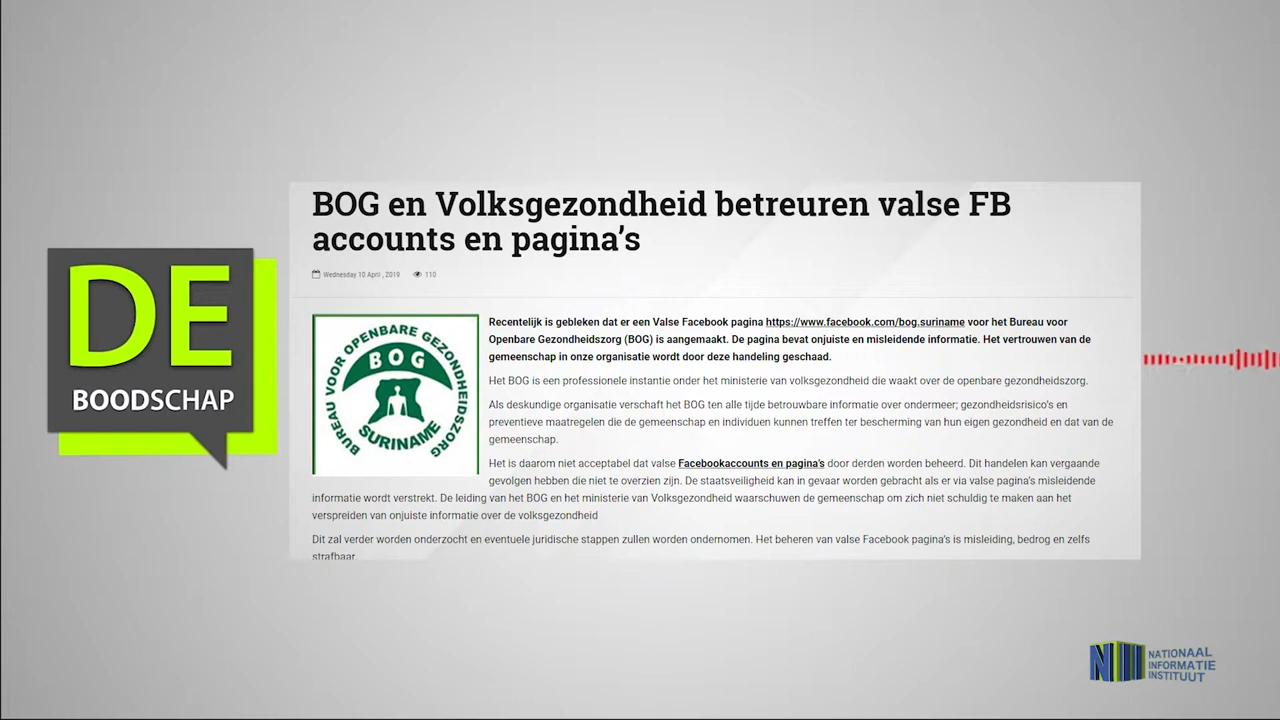 BOG en Volksgezondheid betreuren valse FB
accounts en pagina's
Wednesday 10 April , 2019 110
DE
BOODSCHAP
BUREAU VOOR OPENBARE GEZONDHEIDSZORG
BOG
SURINAME
Recentelijk is gebleken dat er een Valse Facebook pagina https://www.facebook.com/bog.suriname voor het Bureau voor
Openbare Gezondheidszorg (BOG) is aangemaakt. De pagina bevat onjuiste en misleidende informatie. Het vertrouwen van de
gemeenschap in onze organisatie wordt door deze handeling geschaad.
Het BOG is een professionele instantie onder het ministerie van volksgezondheid die waakt over de openbare gezondheidszorg.
Als deskundige organisatie verschaft het BOG ten alle tijde betrouwbare informatie over ondermeer; gezondheidsrisico's en
preventieve maatregelen die de gemeenschap en individuen kunnen treffen ter bescherming van hun eigen gezondheid en dat van de
gemeenschap.
Het is daarom niet acceptabel dat valse Facebookaccounts en pagina's door derden worden beheerd. Dit handelen kan vergaande
gevolgen hebben die niet te overzien zijn. De staatsveiligheid kan in gevaar worden gebracht als er via valse pagina's misleidende
informatie wordt verstrekt. De leiding van het BOG en het ministerie van Volksgezondheid waarschuwen de gemeenschap om zich niet schuldig te maken aan het
verspreiden van onjuiste informatie over de volksgezondheid
Dit zal verder worden onderzocht en eventuele juridische stappen zullen worden ondernomen. Het beheren van valse Facebook pagina's is misleiding, bedrog en zelfs
strafbaar.
NATIONAAL
INFORMATIE
INSTITUUT